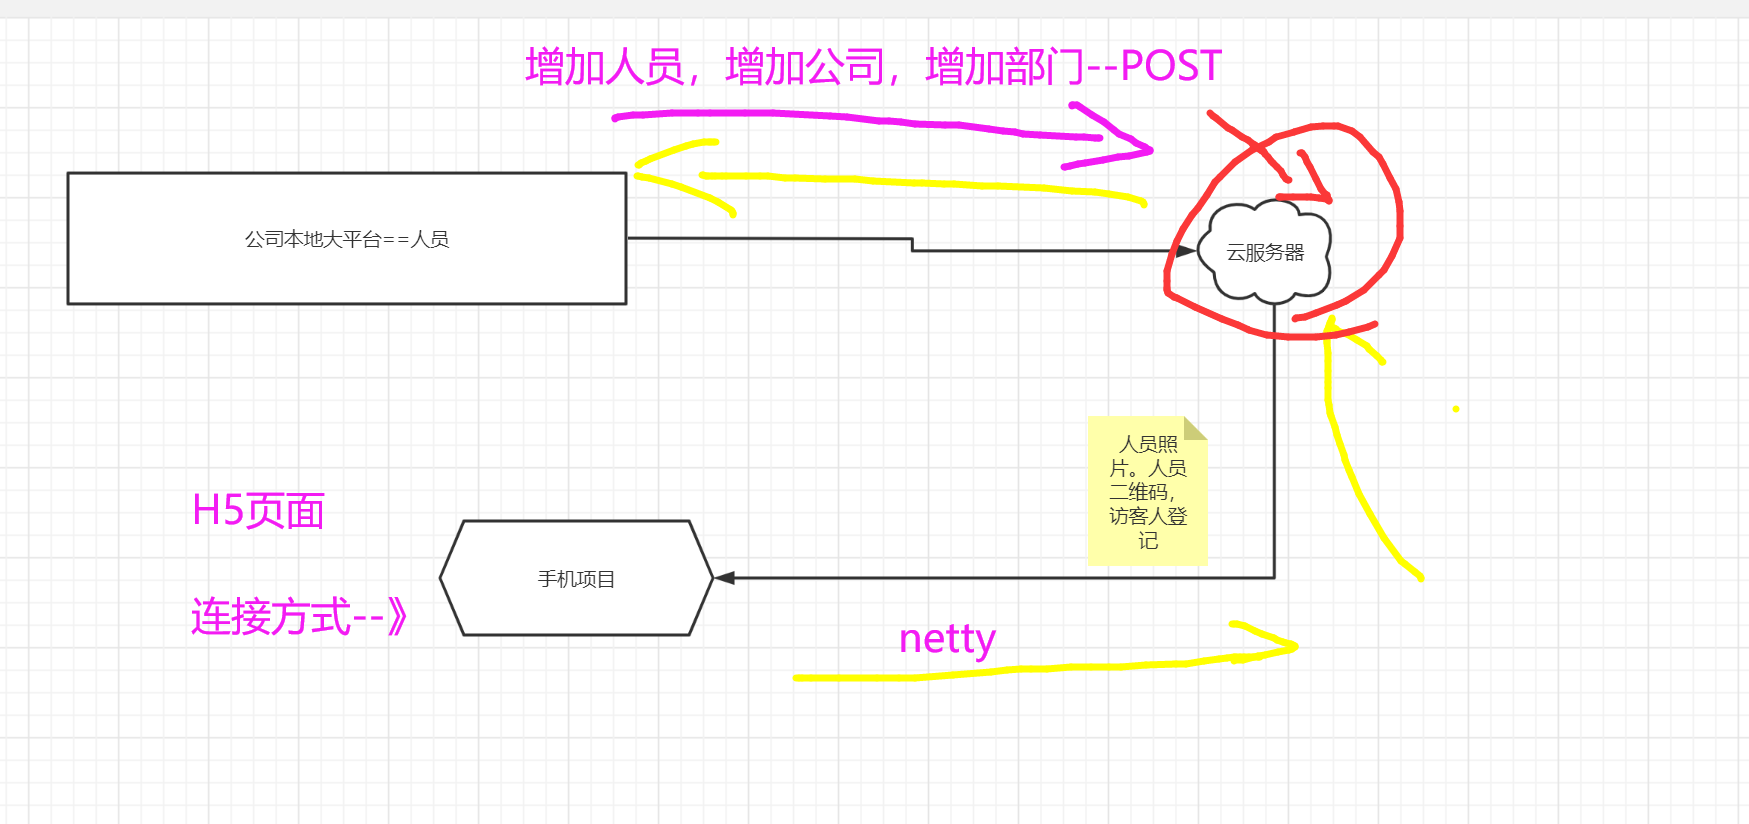 增加人员，增加公司，增加部门--POST
公司本地大平台==人员
云服务器
人员照
片。人员
二维码，
访客人登
记
H5页面
手机项目
连接方式--》
netty